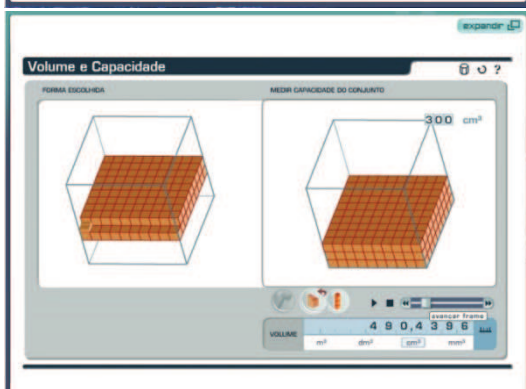 expandir
Volume e Capacidade
?
FORMA ESCOLHIDA
MEDIR CAPACIDADE DO CONJUNTO
300 cm³
avançar frame
VOLUME
4 9 0,4 3 9 6
m³ dm³ cm³ mm³